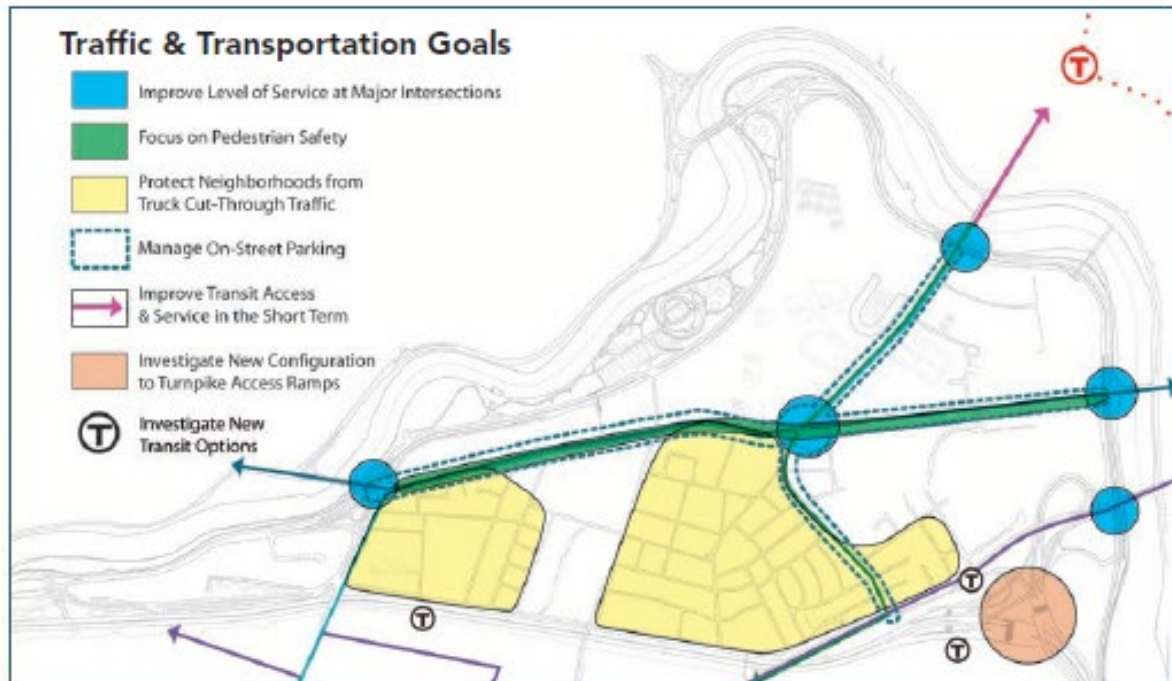 Traffic & Transportation Goals
Improve Level of Service at Major Intersections
Focus on Pedestrian Safety
Protect Neighborhoods from
Truck Cut-Through Traffic
Manage On-Street Parking
Improve Transit Access
& Service in the Short Term
Investigate New Configuration
to Turnpike Access Ramps
T
Investigate New
Transit Options
T
T
T
T